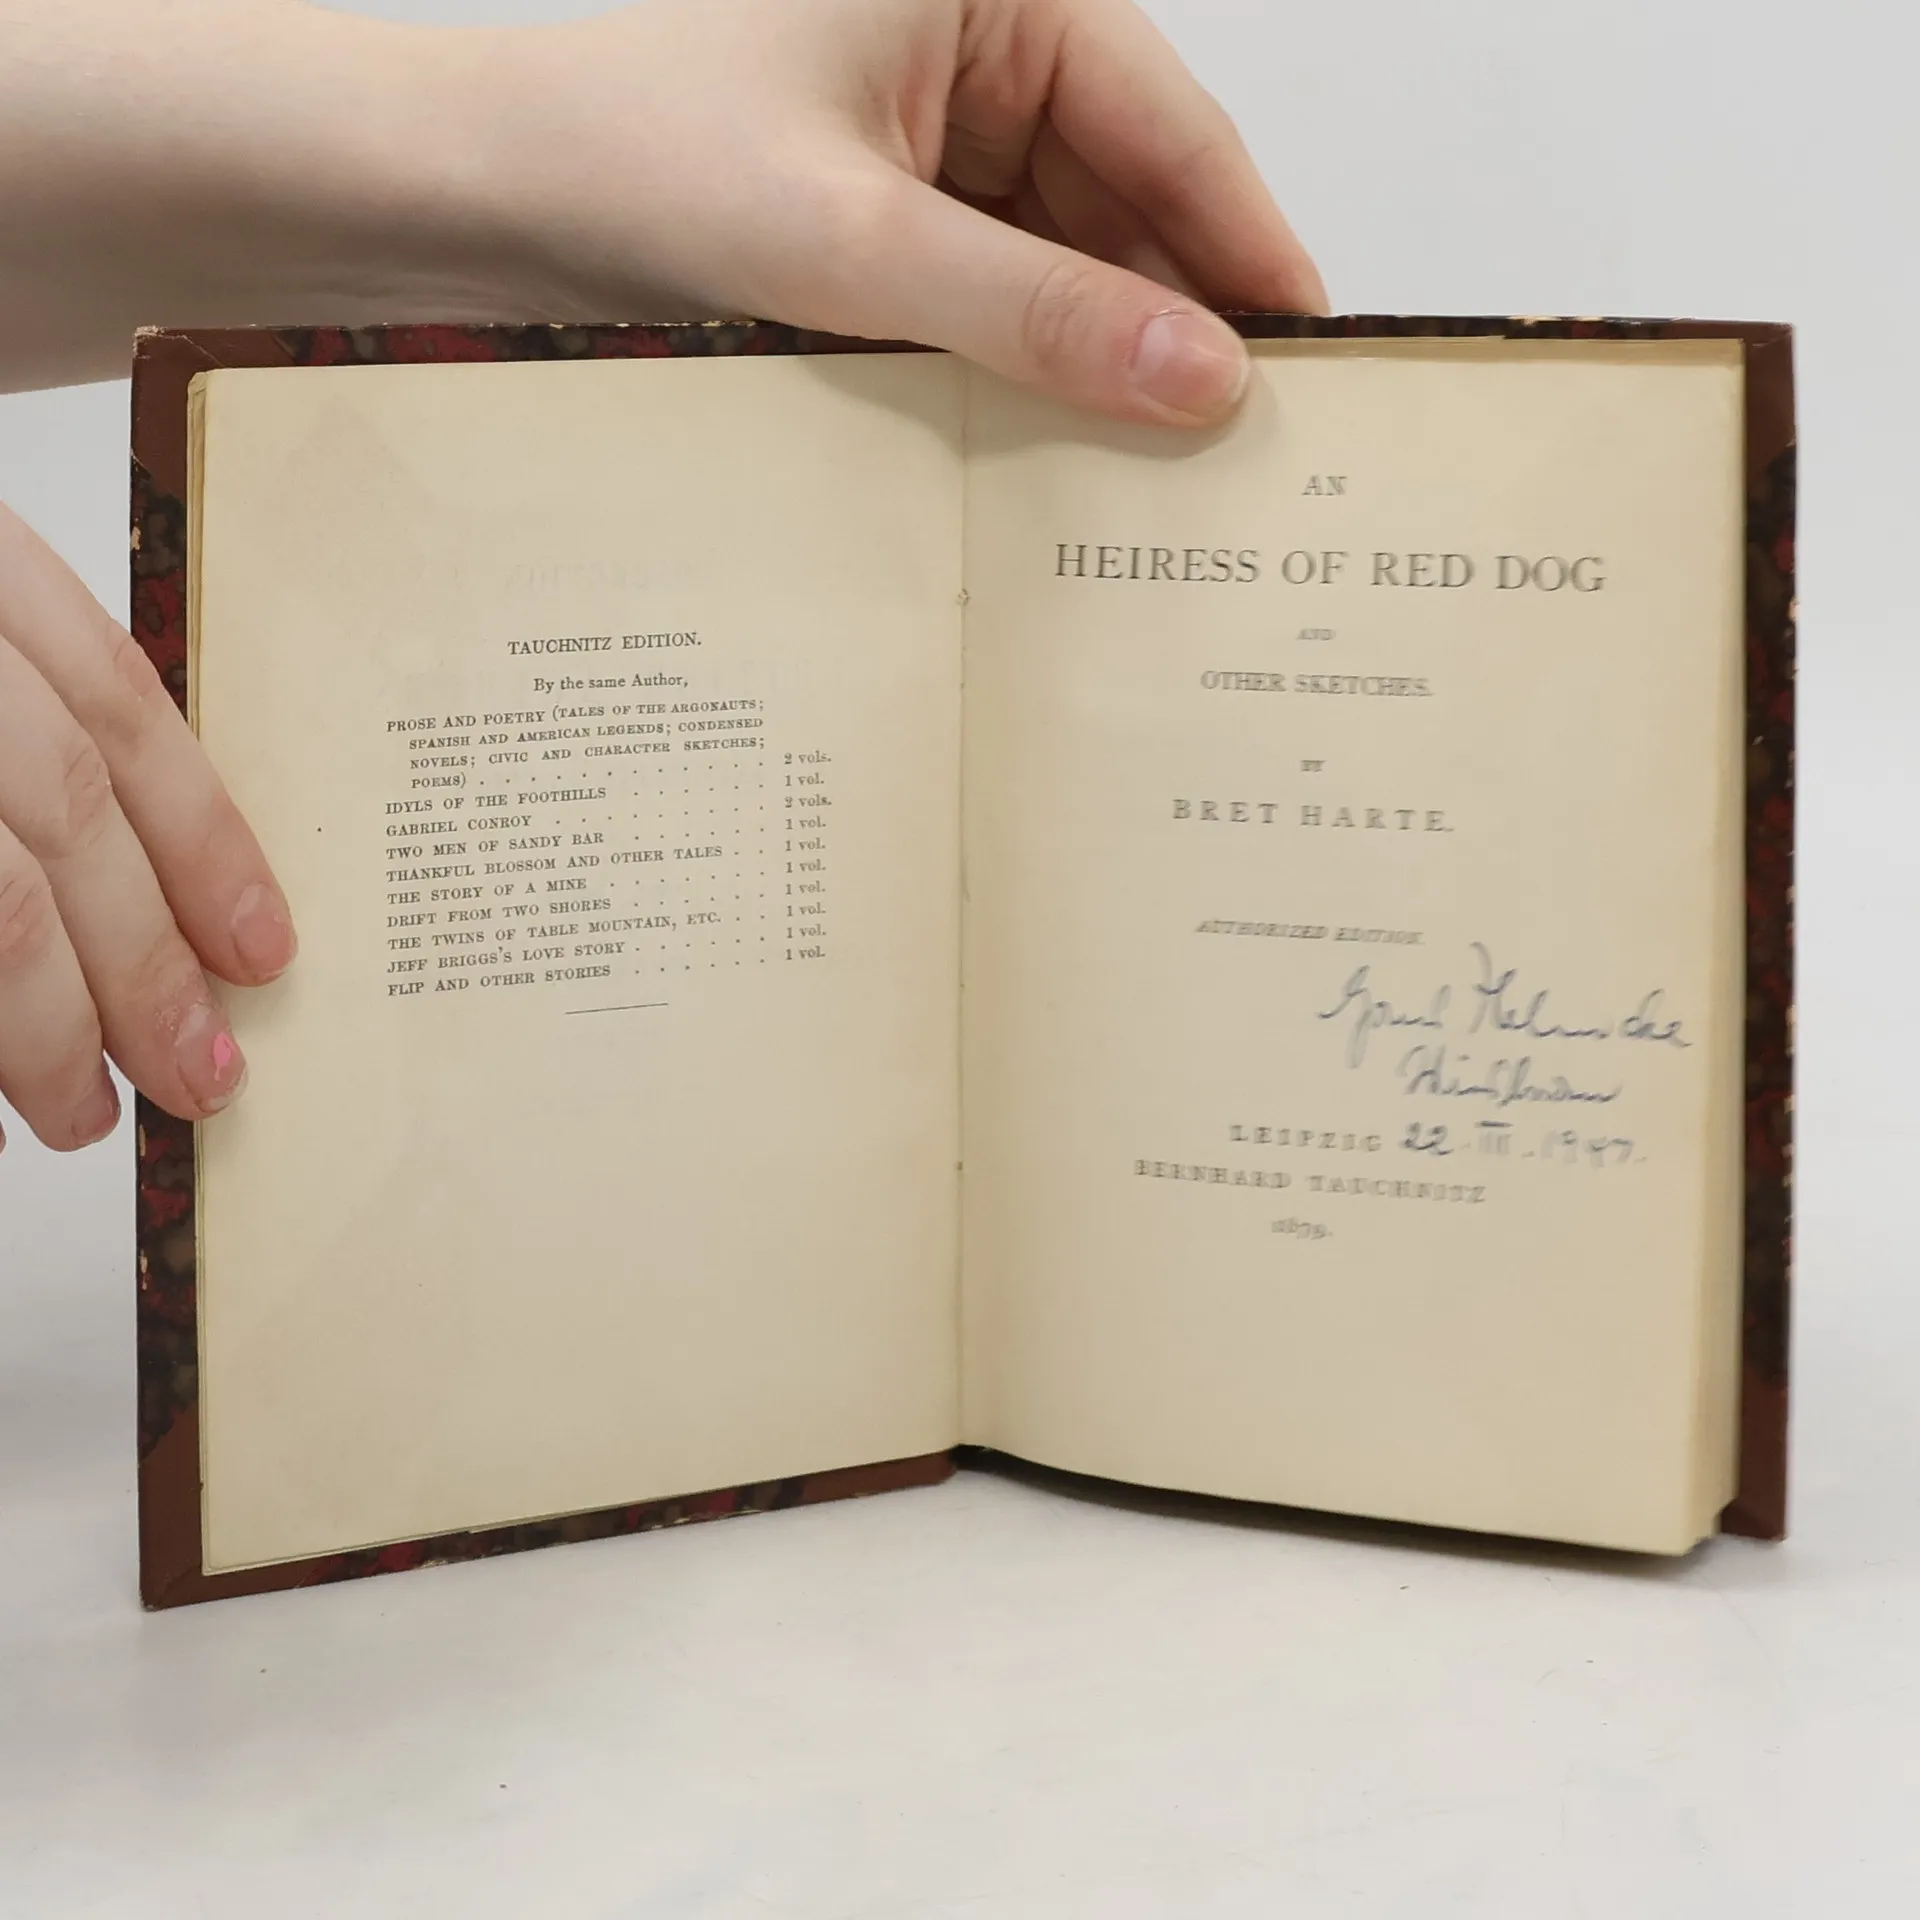 TAUCHNITZ EDITION.
By the same Author,
PROSE AND POETRY (TALES OF THE ARGONAUTS;
SPANISH AND AMERICAN LEGENDS; CONDENSED
NOVELS; CIVIC AND CHARACTER SKETCHES;
POEMS) . . . . . . . . . . . . 2 vols.
IDYLS OF THE FOOTHILLS . . . . . . 1 vol.
GABRIEL CONROY . . . . . . . . . 2 vols.
TWO MEN OF SANDY BAR . . . . . . 1 vol.
THANKFUL BLOSSOM AND OTHER TALES . . 1 vol.
THE STORY OF A MINE . . . . . . . 1 vol.
DRIFT FROM TWO SHORES . . . . . . 1 vol.
THE TWINS OF TABLE MOUNTAIN, ETC. . . 1 vol.
JEFF BRIGGS'S LOVE STORY . . . . . . 1 vol.
FLIP AND OTHER STORIES . . . . . . 1 vol.
AN
HEIRESS OF RED DOG
AND
OTHER SKETCHES.
BY
BRET HARTE.
AUTHORIZED EDITION.
LEIPZIG 22. III. 1947.
BERNHARD TAUCHNITZ
1879.